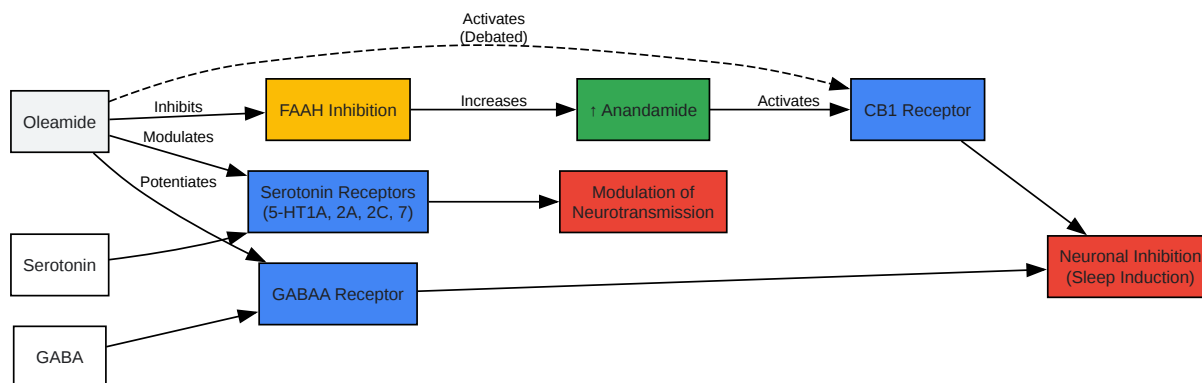 Activates
(Debated)
Oleamide
Inhibits
FAAH Inhibition
Increases
↑ Anandamide
Activates
CB1 Receptor
Modulates
Potentiates
Serotonin Receptors
(5-HT1A, 2A, 2C, 7)
Modulation of
Neurotransmission
Serotonin
GABAA Receptor
Neuronal Inhibition
(Sleep Induction)
GABA